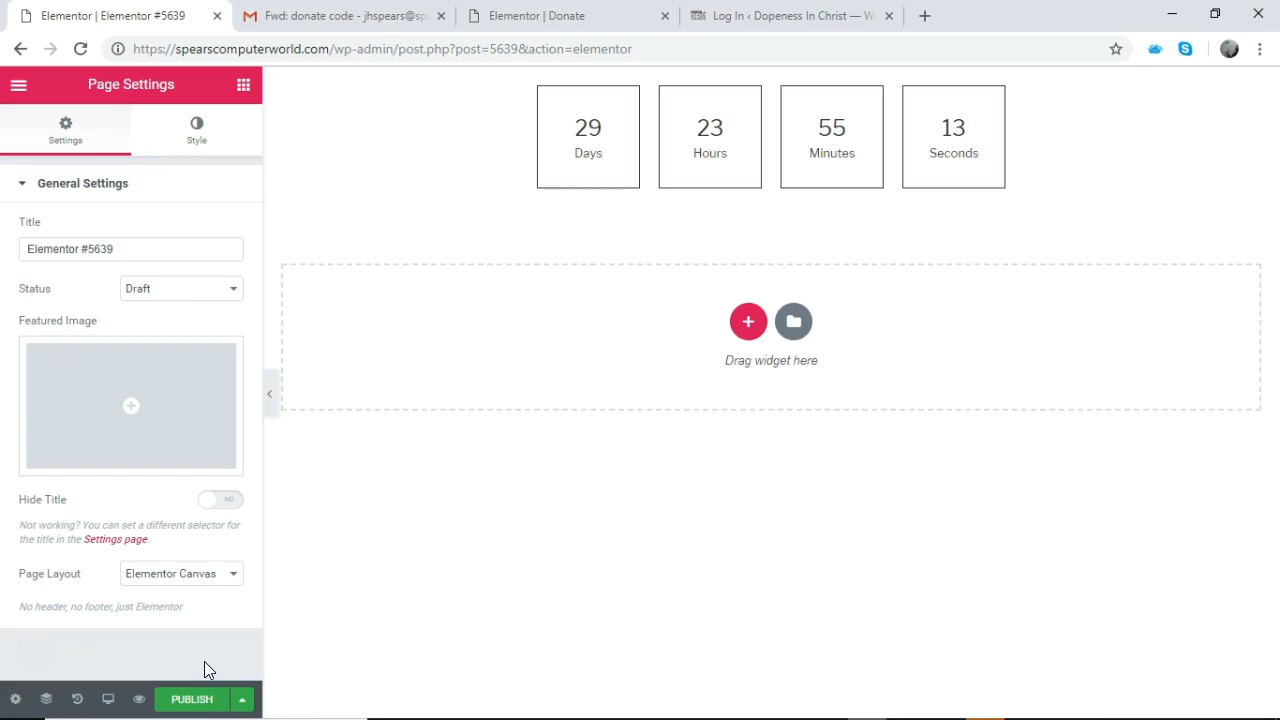 Elementor | Elementor #5639
Fwd: donate code - jhspears@sp
Elementor | Donate
Log In ‹ Dopeness In Christ — W
https://spearscomputerworld.com/wp-admin/post.php?post=5639&action=elementor
Page Settings
Settings
Style
General Settings
Title
Elementor #5639
Status
Draft
Featured Image
Hide Title
NO
Not working? You can set a different selector for
the title in the Settings page.
Page Layout
Elementor Canvas
No header, no footer, just Elementor
PUBLISH
29
Days
23
Hours
55
Minutes
13
Seconds
Drag widget here